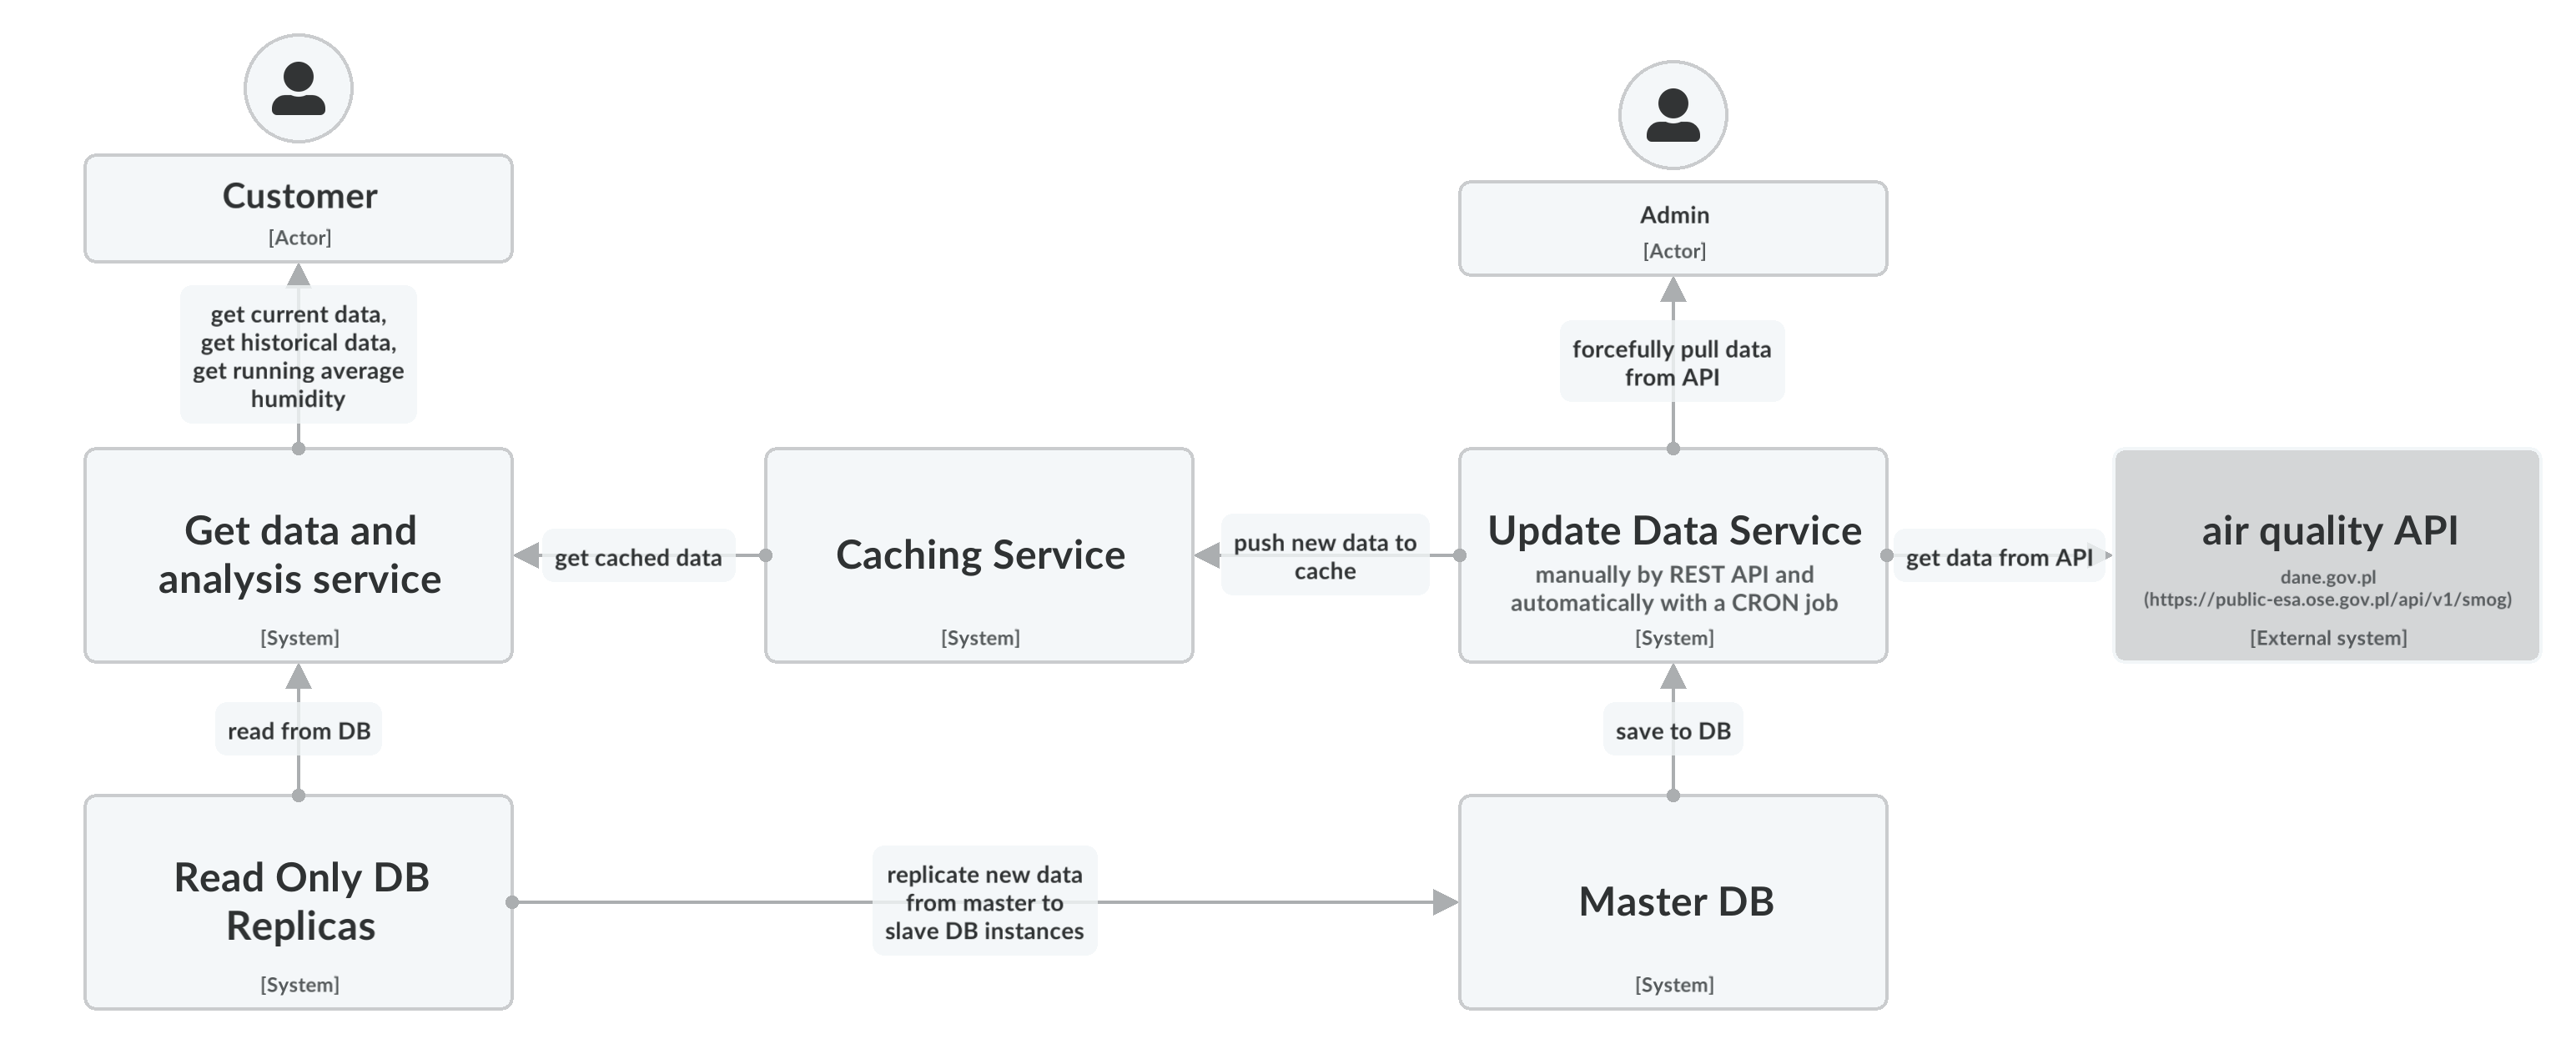 Customer
[Actor]
Admin
[Actor]
get current data,
get historical data,
get running average
humidity
forcefully pull data
from API
Get data and
analysis service
[System]
get cached data
Caching Service
[System]
push new data to
cache
Update Data Service
manually by REST API and
automatically with a CRON job
[System]
get data from API
air quality API
dane.gov.pl
(https://public-esa.ose.gov.pl/api/v1/smog)
[External system]
read from DB
save to DB
Read Only DB
Replicas
[System]
replicate new data
from master to
slave DB instances
Master DB
[System]